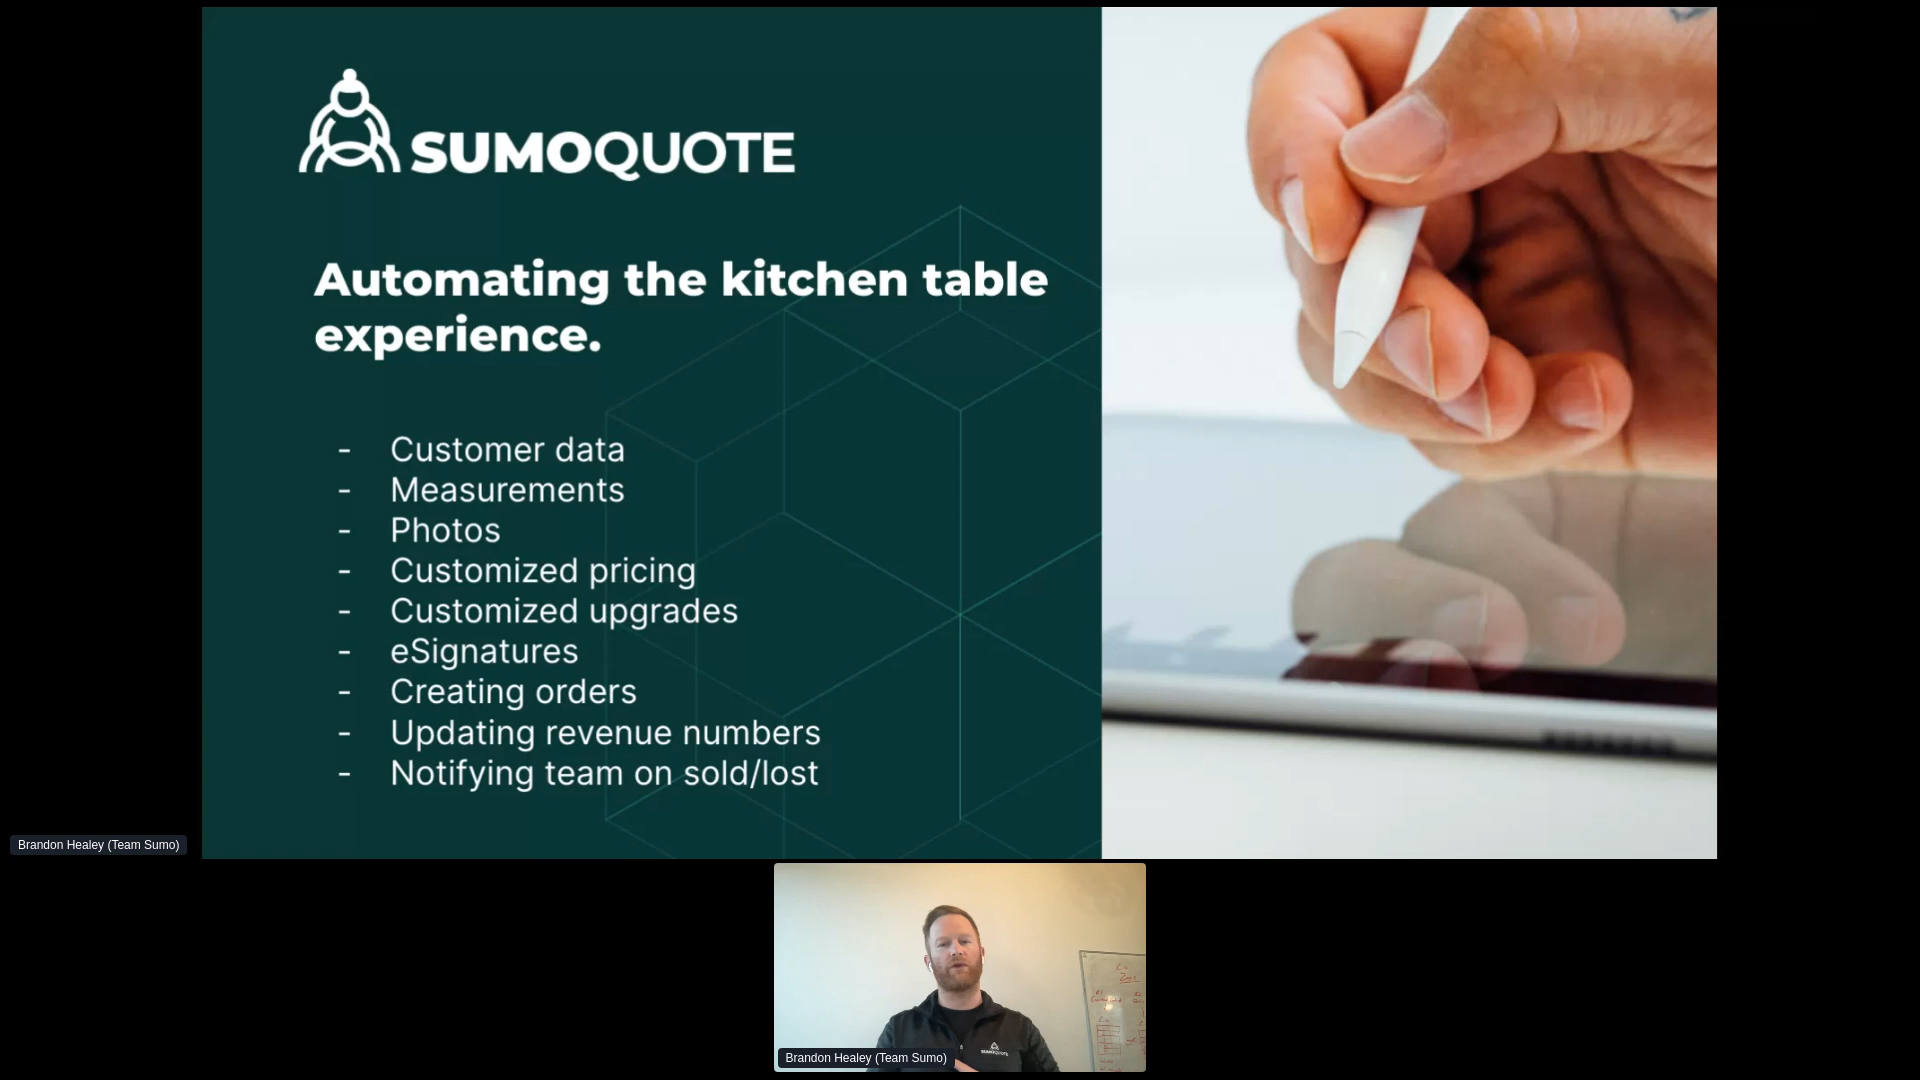 SUMOQUOTE
Automating the kitchen table
experience.
- Customer data
- Measurements
- Photos
- Customized pricing
- Customized upgrades
- eSignatures
- Creating orders
- Updating revenue numbers
- Notifying team on sold/lost
Brandon Healey (Team Sumo)
SUMOQUOTE
Brandon Healey (Team Sumo)